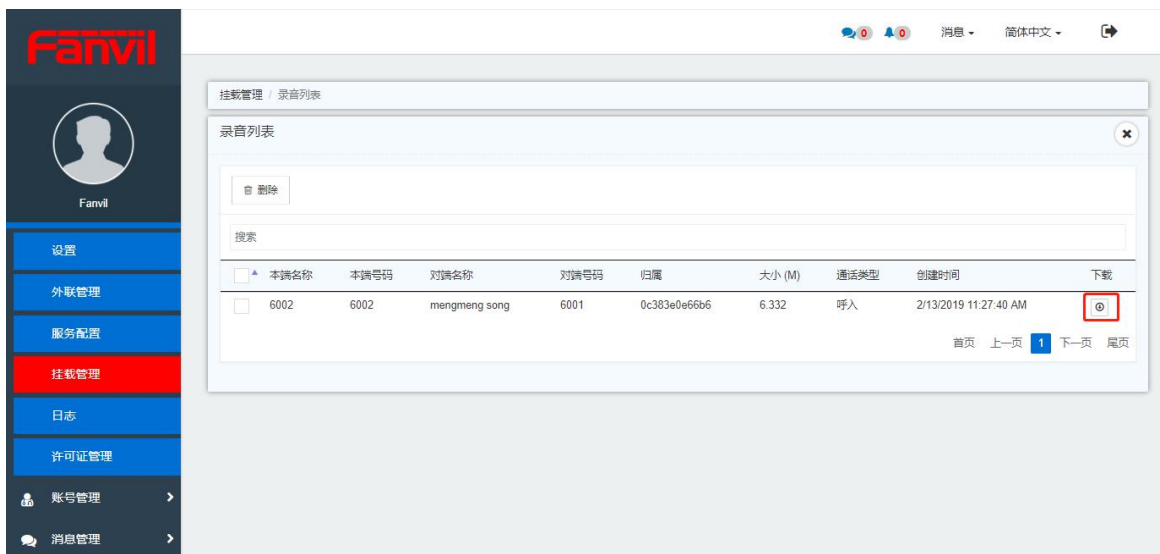 Fanvil
0 0 消息 简体中文
挂载管理 / 录音列表
录音列表
删除
Fanvil
搜索
设置
本端名称 本端号码 对端名称 对端号码 归属 大小 (M) 通话类型 创建时间 下载
外联管理
6002 6002 mengmeng song 6001 0c383e0e66b6 6.332 呼入 2/13/2019 11:27:40 AM
服务配置
首页 上一页 1 下一页 尾页
挂载管理
日志
许可证管理
账号管理
消息管理